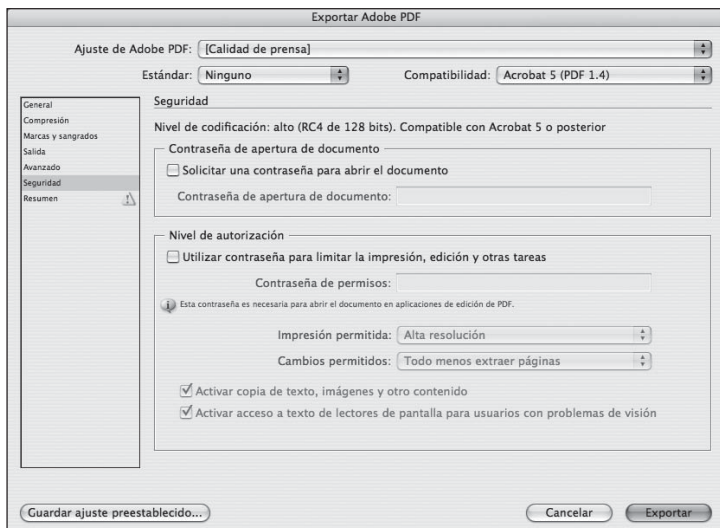 Exportar Adobe PDF
Ajuste de Adobe PDF: [Calidad de prensa]
Estándar: Ninguno Compatibilidad: Acrobat 5 (PDF 1.4)
General
Compresión
Marcas y sangrados
Salida
Avanzado
Seguridad
Resumen
Seguridad
Nivel de codificación: alto (RC4 de 128 bits). Compatible con Acrobat 5 o posterior
Contraseña de apertura de documento
Solicitar una contraseña para abrir el documento
Contraseña de apertura de documento:
Nivel de autorización
Utilizar contraseña para limitar la impresión, edición y otras tareas
Contraseña de permisos:
Esta contraseña es necesaria para abrir el documento en aplicaciones de edición de PDF.
Impresión permitida: Alta resolución
Cambios permitidos: Todo menos extraer páginas
Activar copia de texto, imágenes y otro contenido
Activar acceso a texto de lectores de pantalla para usuarios con problemas de visión
Guardar ajuste preestablecido... Cancelar Exportar